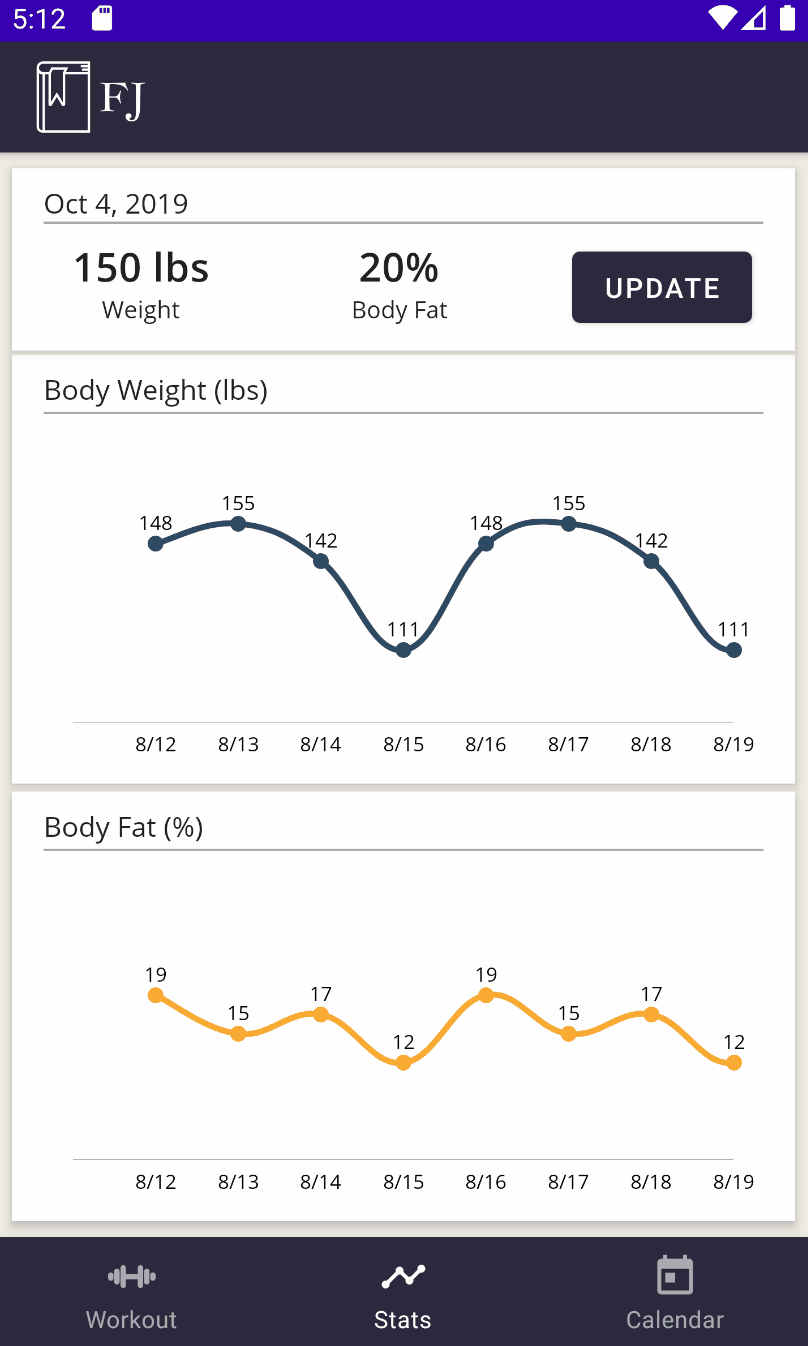 5:12
FJ
Oct 4, 2019
150 lbs 20% UPDATE
Weight Body Fat
Body Weight (lbs)
148 155 142 111 148 155 142 111
8/12 8/13 8/14 8/15 8/16 8/17 8/18 8/19
Body Fat (%)
19 15 17 12 19 15 17 12
8/12 8/13 8/14 8/15 8/16 8/17 8/18 8/19
Workout Stats Calendar